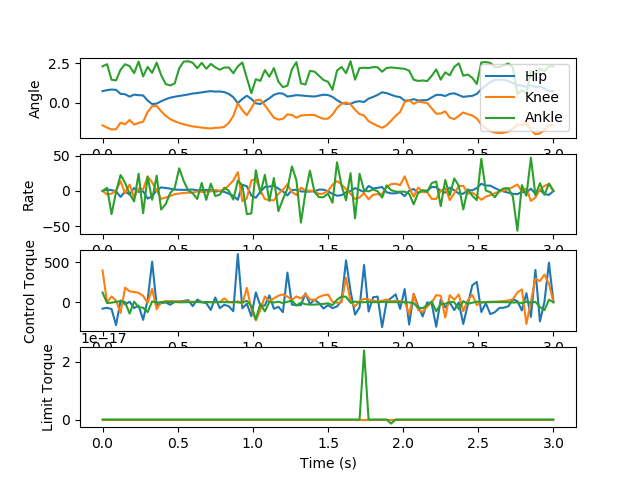 2.5
0.0
Angle
Hip
Knee
Ankle
0.0 0.5 1.0 1.5 2.0 2.5 3.0
50
0
−50
Rate
0.0 0.5 1.0 1.5 2.0 2.5 3.0
500
0
Control Torque
0.0 0.5 1.0 1.5 2.0 2.5 3.0
1e−17
2
0
Limit Torque
0.0 0.5 1.0 1.5 2.0 2.5 3.0
Time (s)